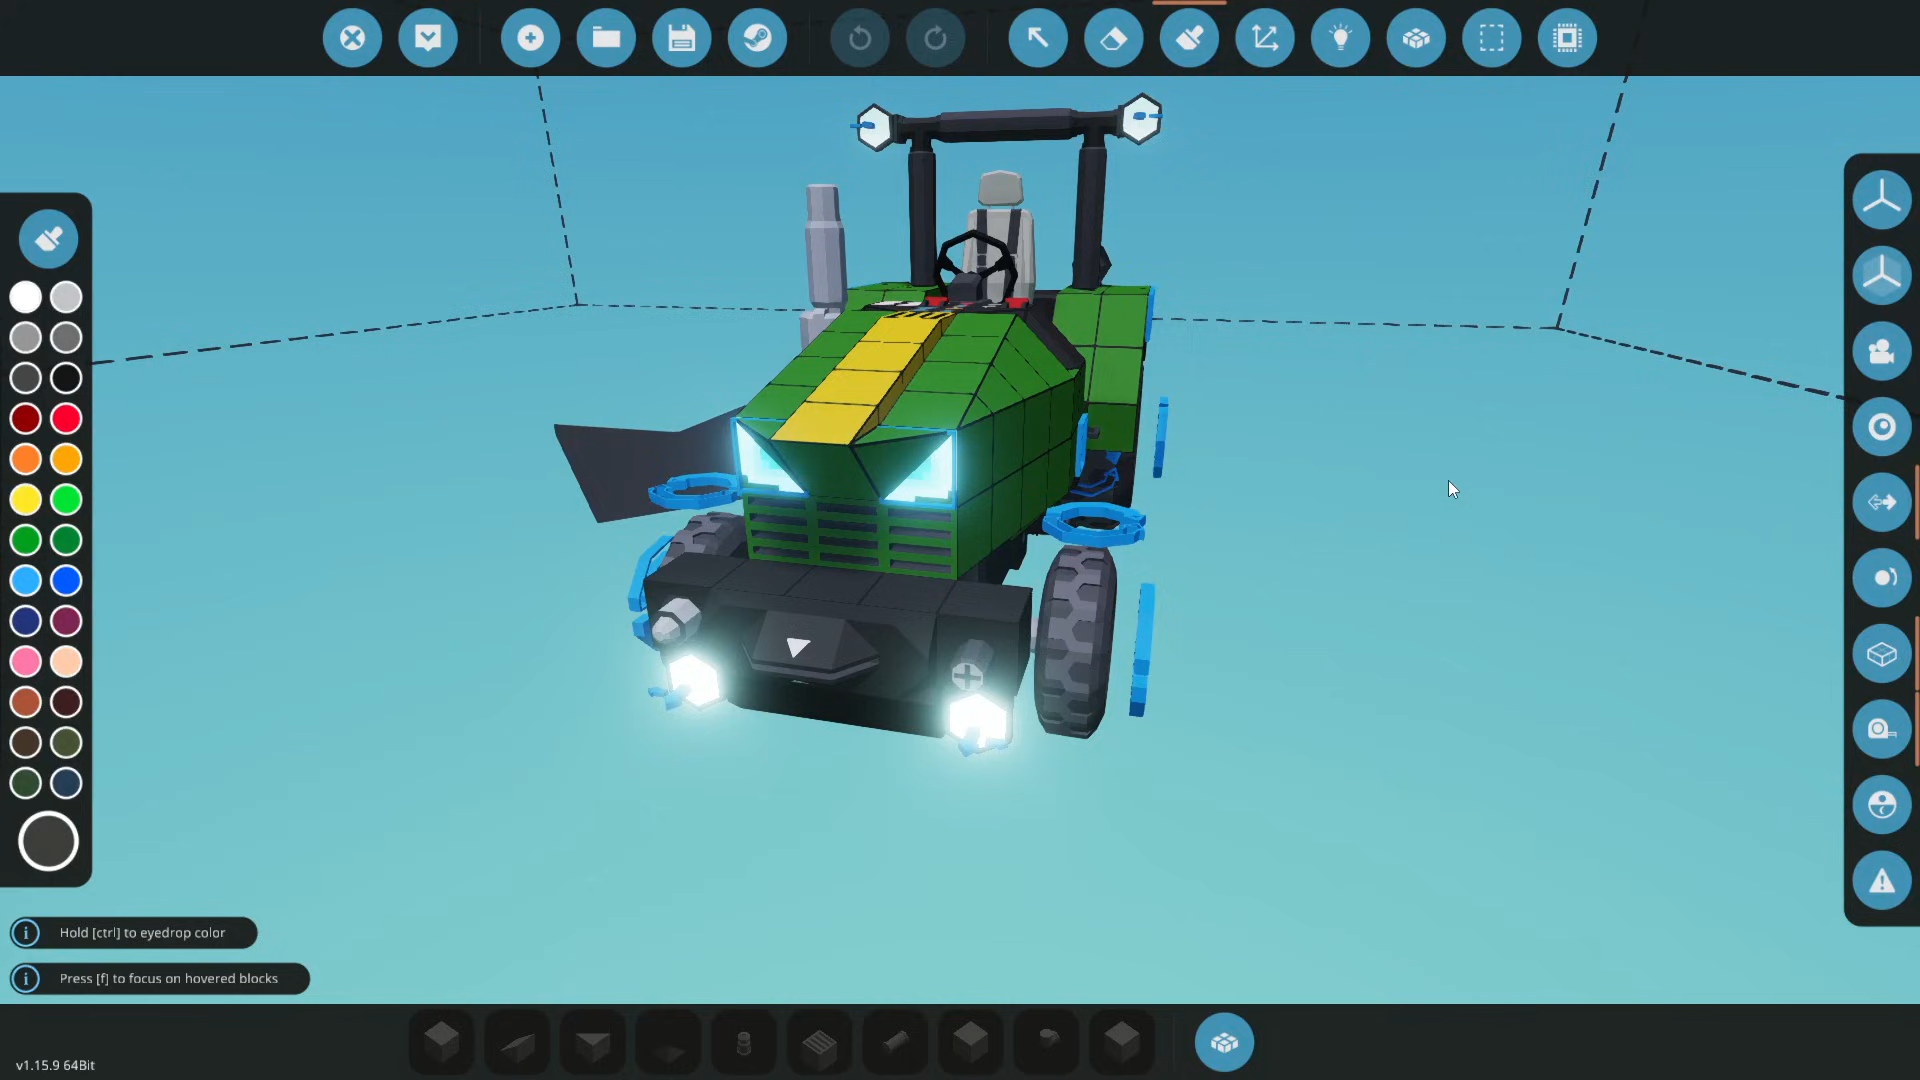 Hold [ctrl] to eyedrop color
Press [f] to focus on hovered blocks
v1.15.9 64Bit